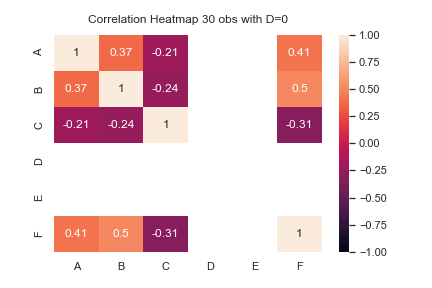 Correlation Heatmap 30 obs with D=0
A 1 0.37 -0.21 0.41
B 0.37 1 -0.24 0.5
C -0.21 -0.24 1 -0.31
D
E
F 0.41 0.5 -0.31 1
A B C D E F
1.00
0.75
0.50
0.25
0.00
−0.25
−0.50
−0.75
−1.00